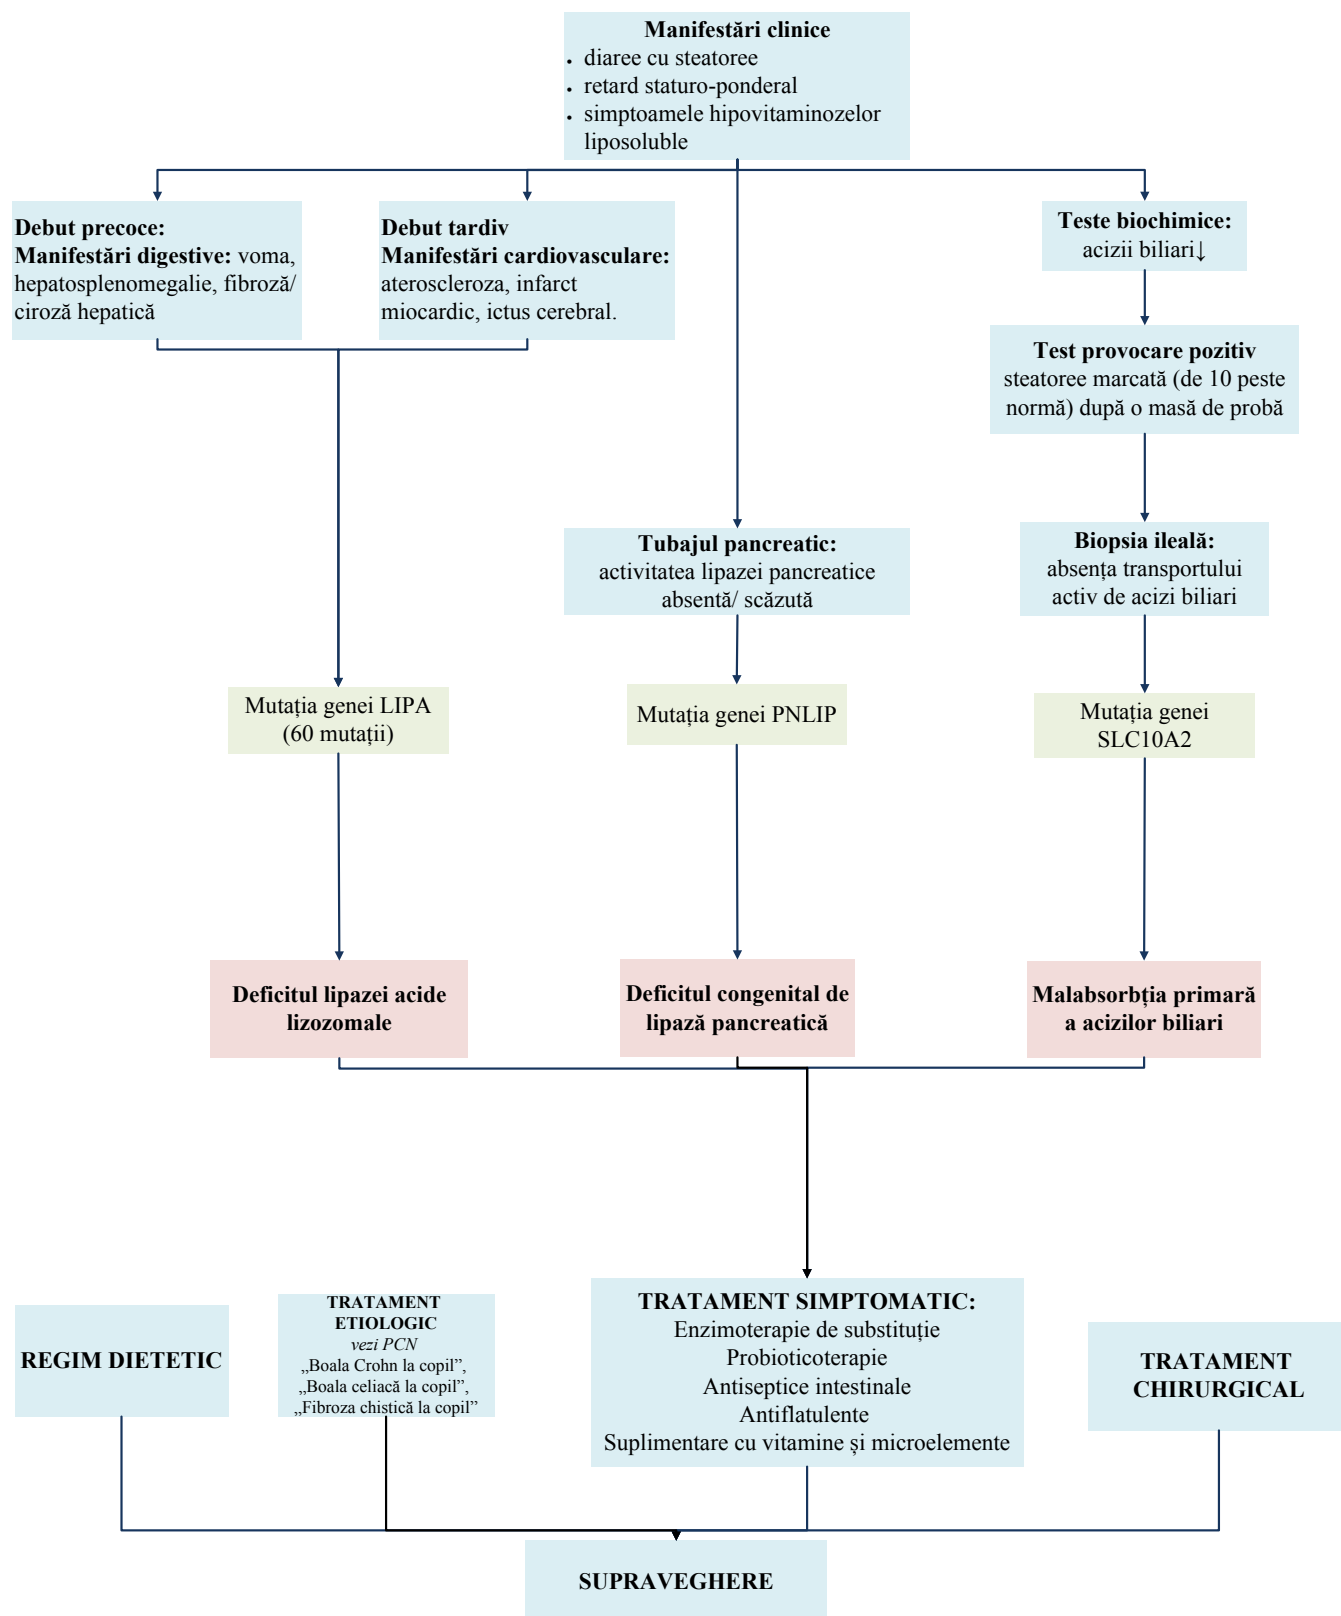 Manifestări clinice
• diaree cu steatoree
• retard staturo-ponderal
• simptoamele hipovitaminozelor
liposoluble
Debut precoce:
Manifestări digestive: voma,
hepatosplenomegalie, fibroză/
ciroză hepatică
Debut tardiv
Manifestări cardiovasculare:
ateroscleroza, infarct
miocardic, ictus cerebral.
Teste biochimice:
acizii biliari↓
Test provocare pozitiv
steatoree marcată (de 10 peste
normă) după o masă de probă
Tubajul pancreatic:
activitatea lipazei pancreatice
absentă/ scăzută
Biopsia ileală:
absența transportului
activ de acizi biliari
Mutația genei LIPA
(60 mutații)
Mutația genei PNLIP
Mutația genei
SLC10A2
Deficitul lipazei acide
lizozomale
Deficitul congenital de
lipază pancreatică
Malabsorbția primară
a acizilor biliari
REGIM DIETETIC
TRATAMENT
ETIOLOGIC
vezi PCN
„Boala Crohn la copil”,
„Boala celiacă la copil”,
„Fibroza chistică la copil”
TRATAMENT SIMPTOMATIC:
Enzimoterapie de substituție
Probioticoterapie
Antiseptice intestinale
Antiflatulente
Suplimentare cu vitamine și microelemente
TRATAMENT
CHIRURGICAL
SUPRAVEGHERE